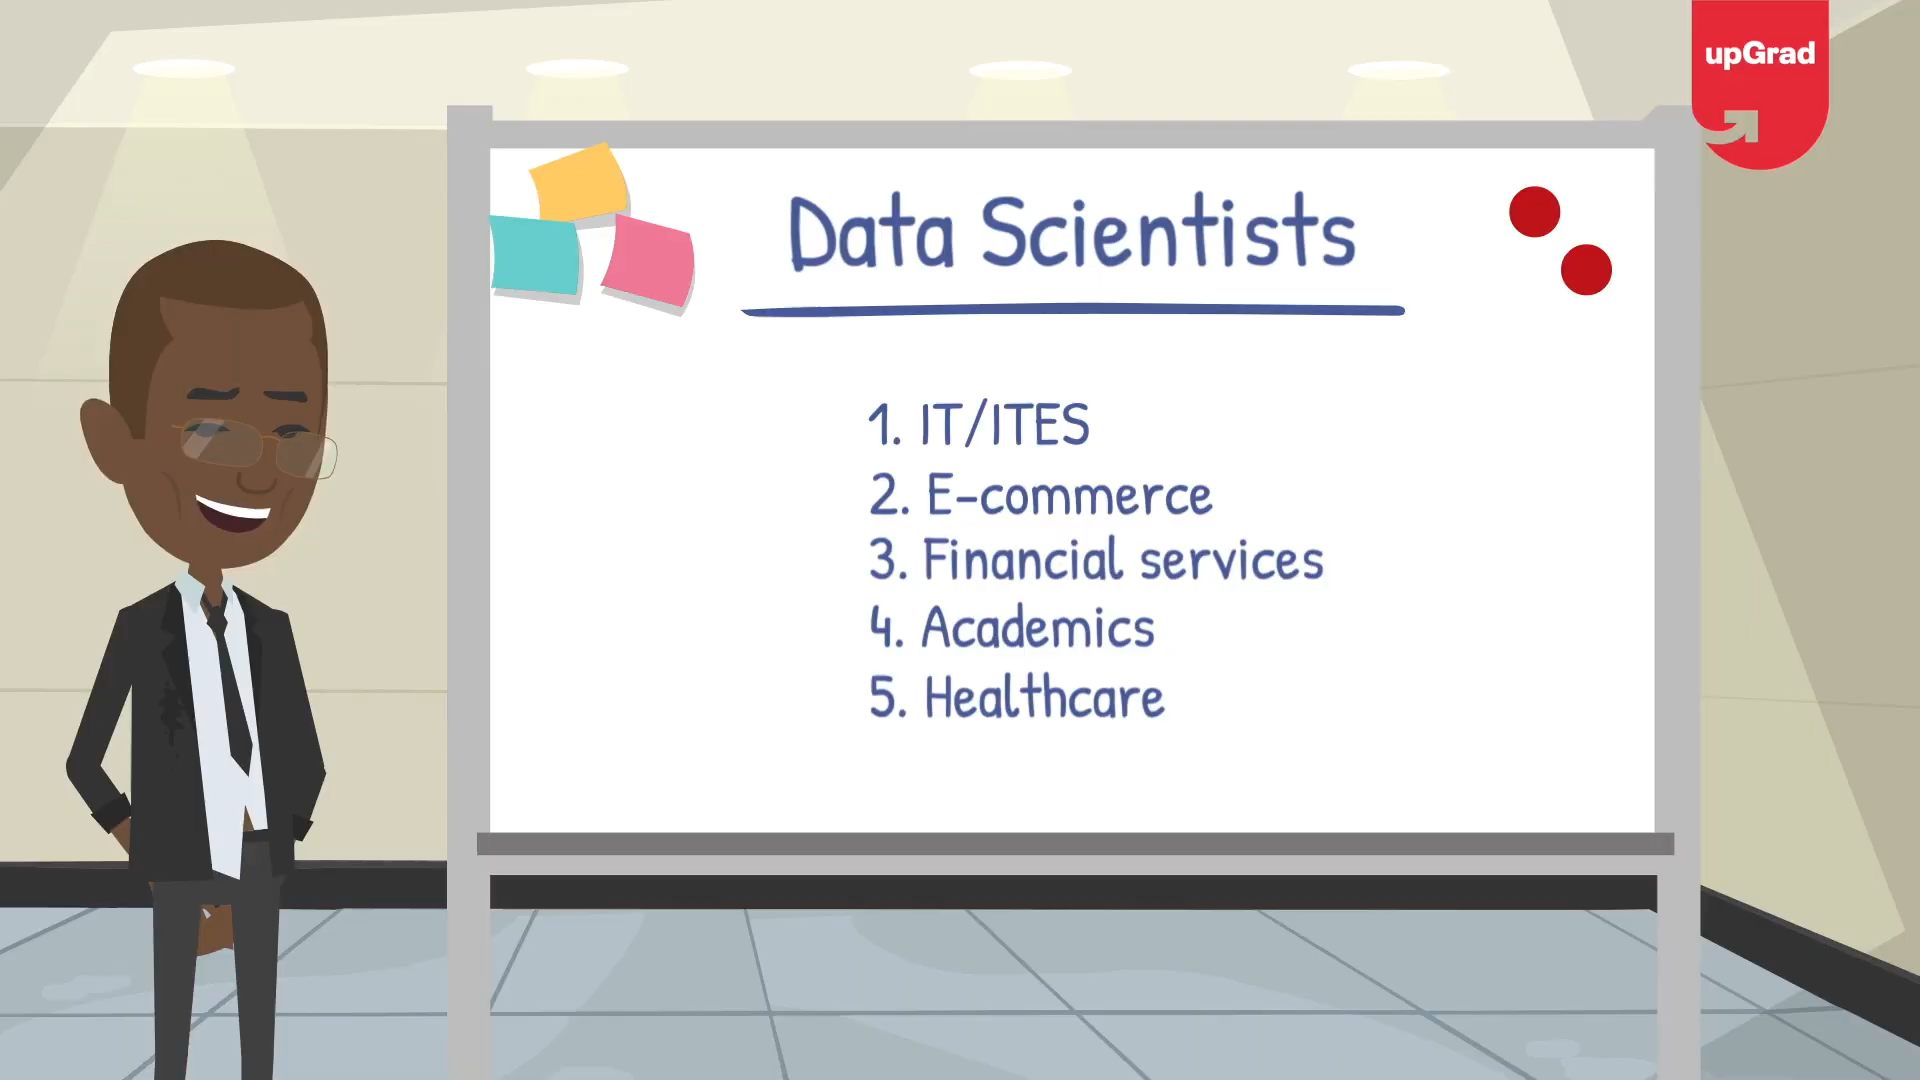 upGrad
Data Scientists
1. IT/ITES
2. E-commerce
3. Financial services
4. Academics
5. Healthcare